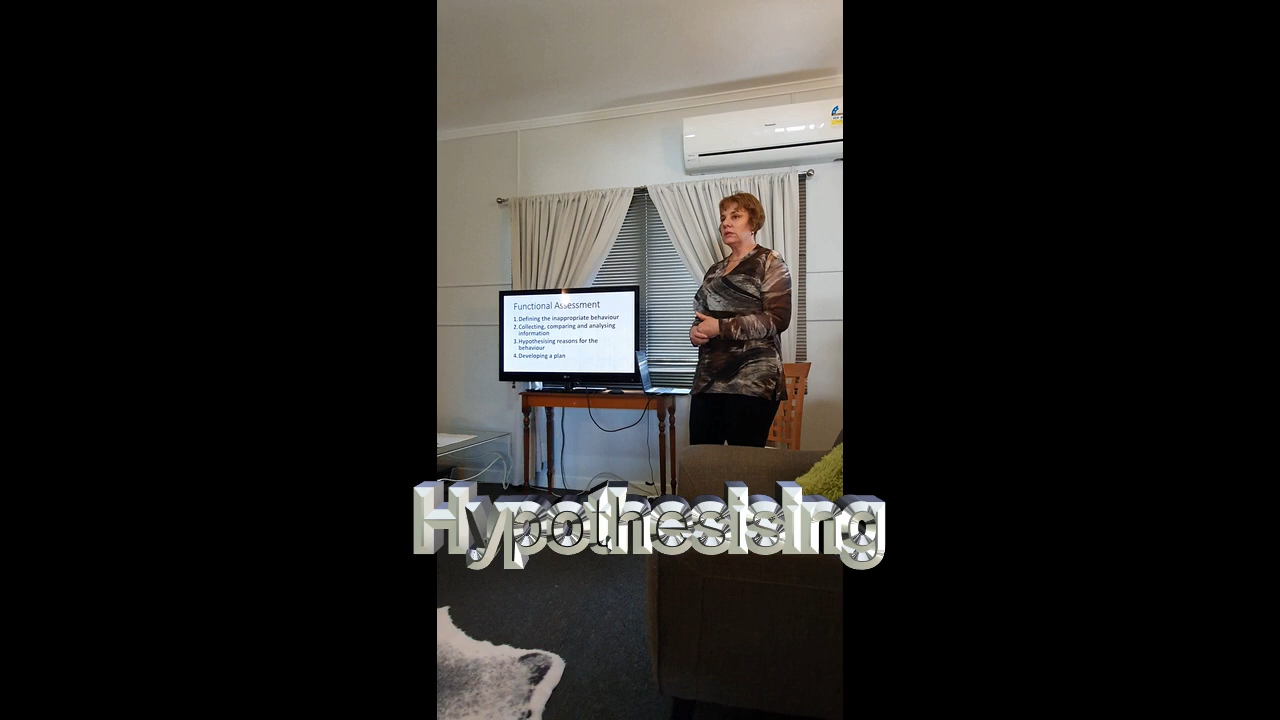 Functional Assessment
1. Defining the inappropriate behaviour
2. Collecting, comparing and analysing
information
3. Hypothesising reasons for the
behaviour
4. Developing a plan
Hypothesising